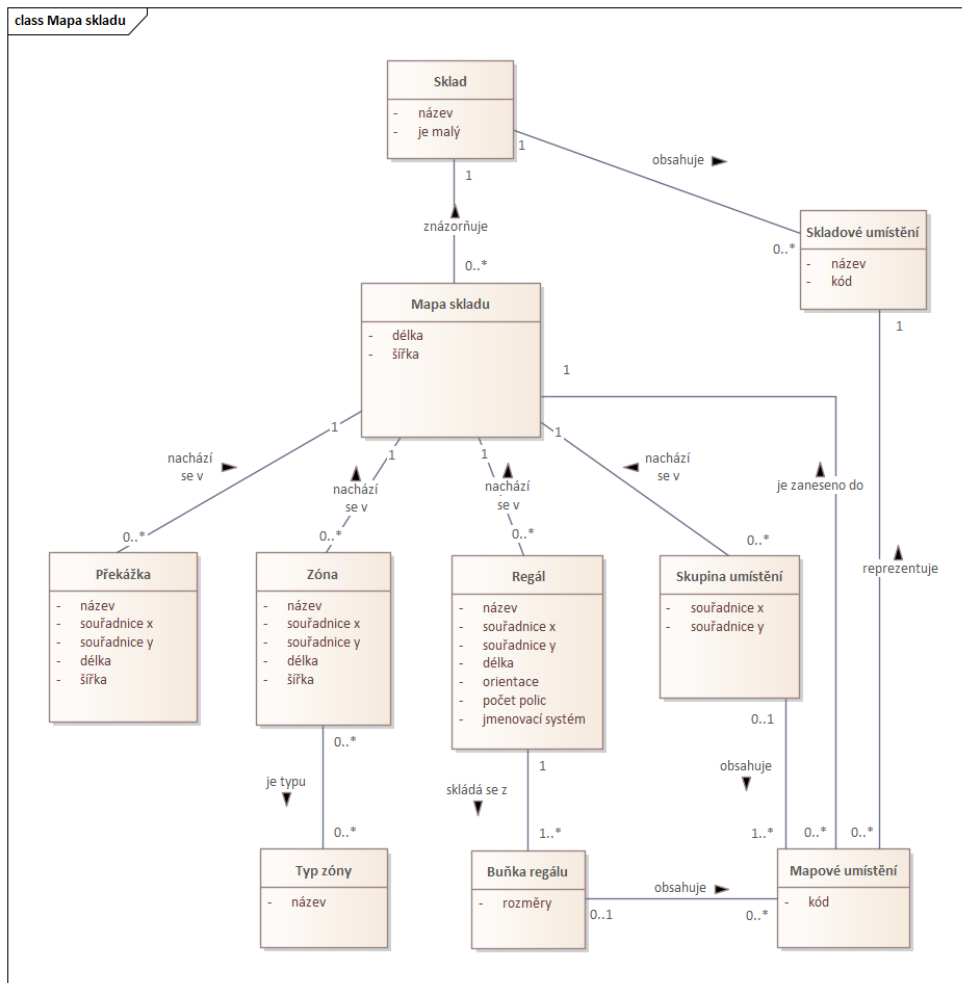 class Mapa skladu
Sklad
- název
- je malý
1
1
obsahuje
znázorňuje
0..*
0..*
Skladové umístění
- název
- kód
1
Mapa skladu
- délka
- šířka
1
1
1
1
1
nachází
se v
nachází
se v
nachází
se v
nachází
se v
je zaneseno do
0..*
0..*
0..*
0..*
reprezentuje
Překážka
- název
- souřadnice x
- souřadnice y
- délka
- šířka
Zóna
- název
- souřadnice x
- souřadnice y
- délka
- šířka
Regál
- název
- souřadnice x
- souřadnice y
- délka
- orientace
- počet polic
- jmenovací systém
Skupina umístění
- souřadnice x
- souřadnice y
0..*
1
0..1
je typu
skládá se z
obsahuje
0..*
1..*
1..*
0..*
0..*
Typ zóny
- název
Buňka regálu
- rozměry
obsahuje
0..1
0..*
Mapové umístění
- kód